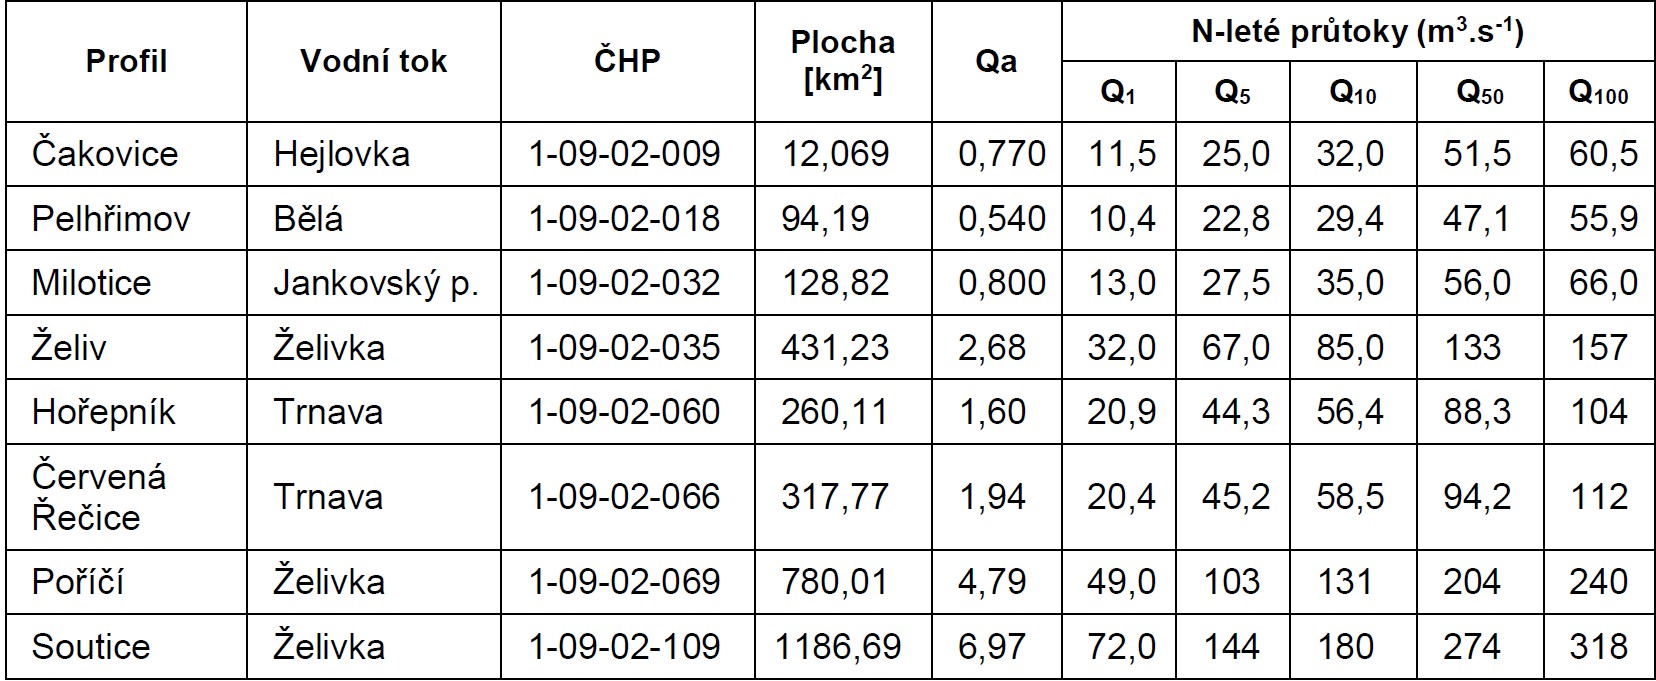 Profil Vodní tok ČHP Plocha [km²] Qa N-leté průtoky (m³.s⁻¹)
Q₁ Q₅ Q₁₀ Q₅₀ Q₁₀₀
Čakovice Hejlovka 1-09-02-009 12,069 0,770 11,5 25,0 32,0 51,5 60,5
Pelhřimov Bělá 1-09-02-018 94,19 0,540 10,4 22,8 29,4 47,1 55,9
Milotice Jankovský p. 1-09-02-032 128,82 0,800 13,0 27,5 35,0 56,0 66,0
Želiv Želivka 1-09-02-035 431,23 2,68 32,0 67,0 85,0 133 157
Hořepník Trnava 1-09-02-060 260,11 1,60 20,9 44,3 56,4 88,3 104
Červená Řečice Trnava 1-09-02-066 317,77 1,94 20,4 45,2 58,5 94,2 112
Poříčí Želivka 1-09-02-069 780,01 4,79 49,0 103 131 204 240
Soutice Želivka 1-09-02-109 1186,69 6,97 72,0 144 180 274 318